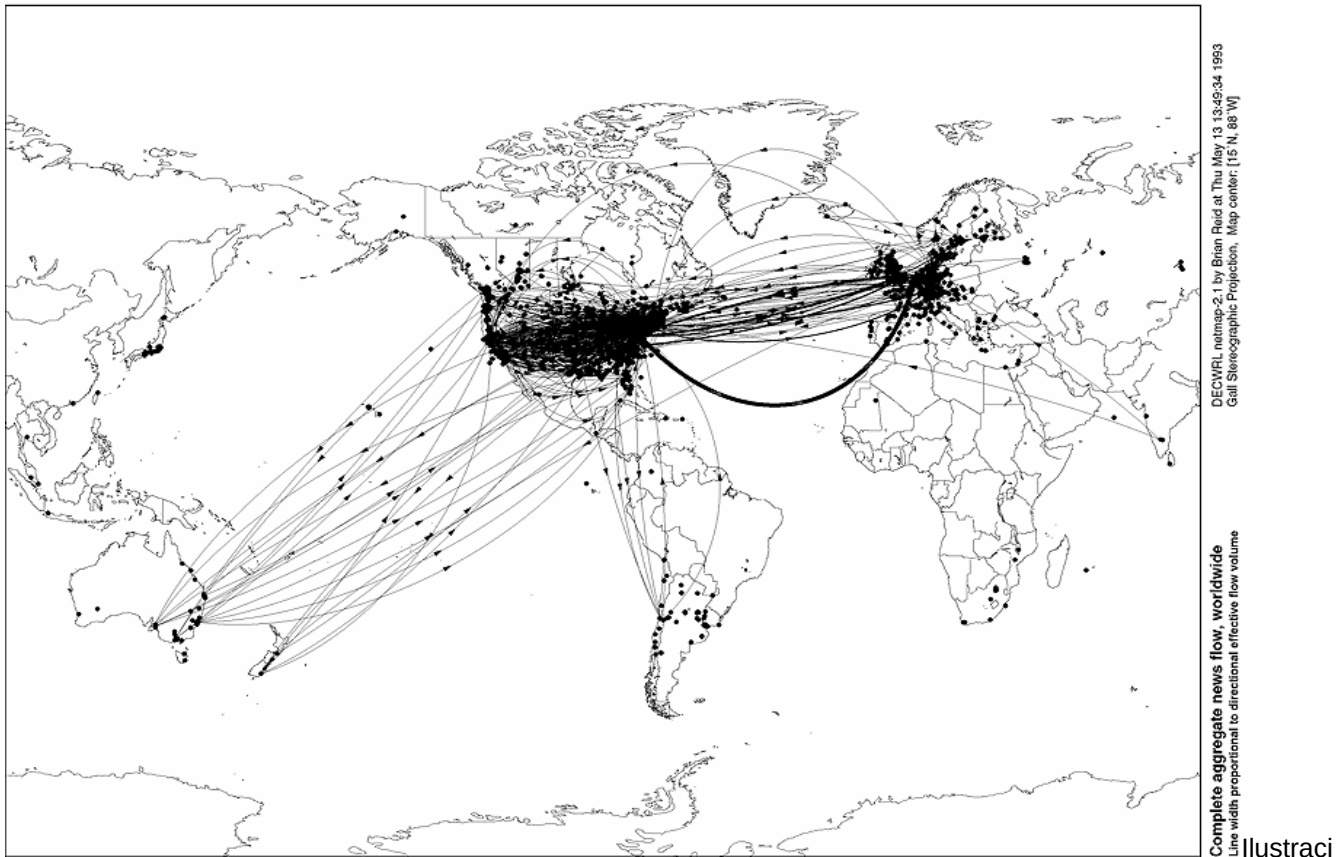 DECWRL netmap-2.1 by Brian Reid at Thu May 13 13:49:34 1993
Gall Stereographic Projection, Map center: [15°N, 88°W]
Complete aggregate news flow, worldwide
Line width proportional to directional effective flow volume
Ilustraci